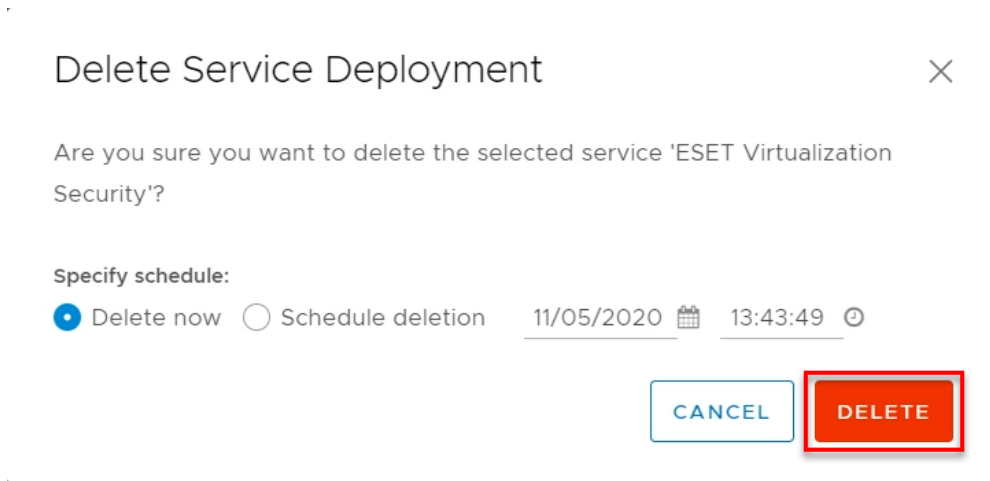 Delete Service Deployment
Are you sure you want to delete the selected service 'ESET Virtualization
Security'?
Specify schedule:
Delete now Schedule deletion 11/05/2020 13:43:49
CANCEL DELETE